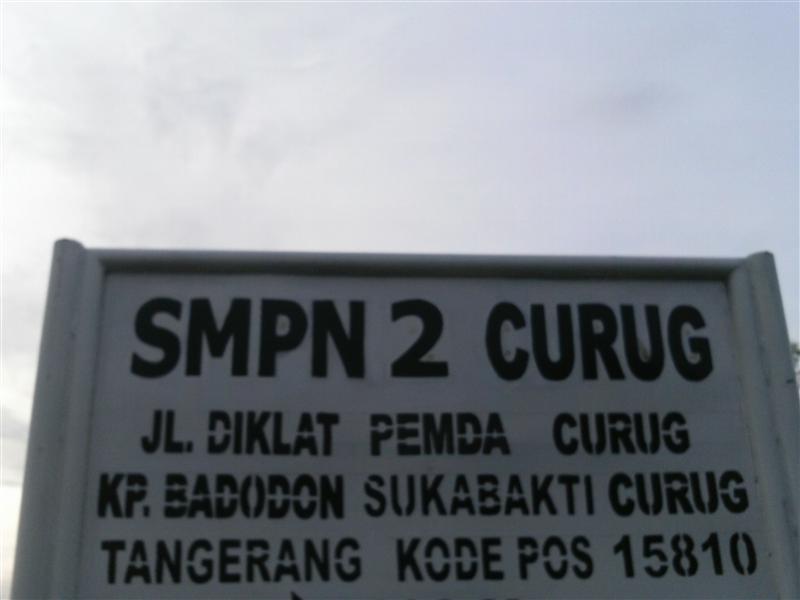 SMPN 2 CURUG
JL. DIKLAT PEMDA CURUG
KP. BADODON SUKABAKTI CURUG
TANGERANG KODE POS 15810